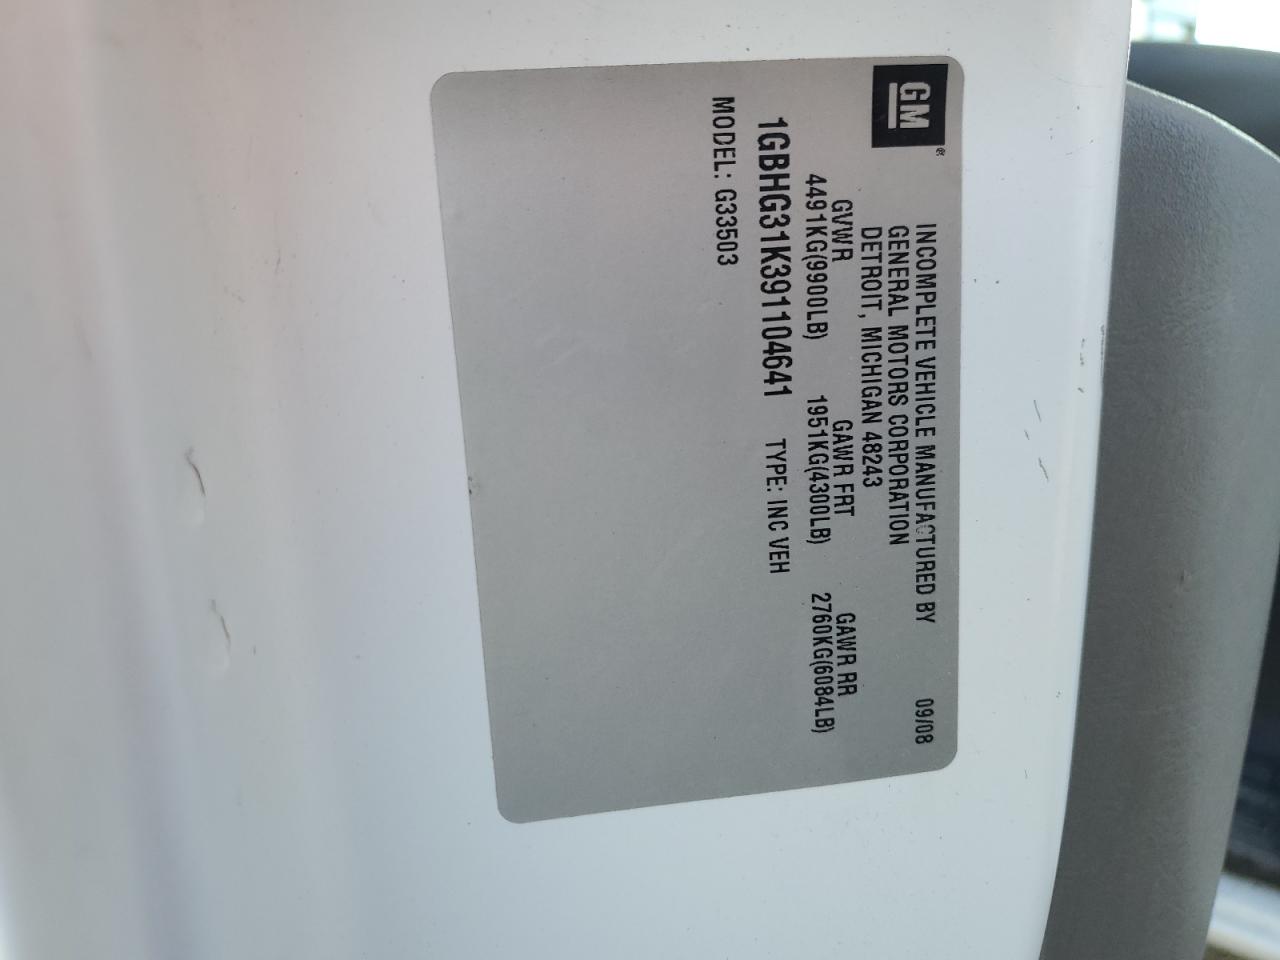 GM®
INCOMPLETE VEHICLE MANUFACTURED BY 09/08
GENERAL MOTORS CORPORATION
DETROIT, MICHIGAN 48243
GVWR GAWR FRT GAWR RR
4491KG(9900LB) 1951KG(4300LB) 2760KG(6084LB)
1GBHG31K391104641 TYPE: INC VEH
MODEL: G33503